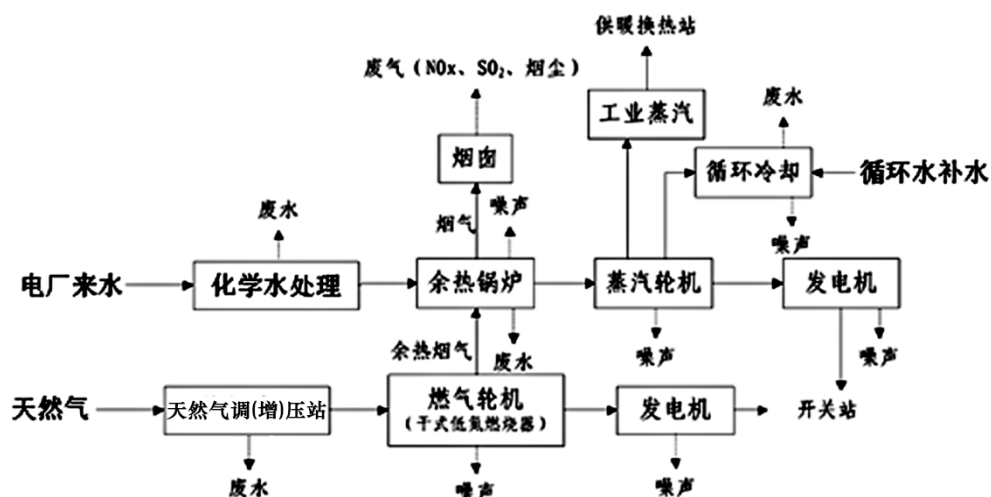 供暖换热站
废气（NOx、SO₂、烟尘）
工业蒸汽
废水
烟囱
循环冷却
循环水补水
废水
烟气
噪声
噪声
电厂来水
化学水处理
余热锅炉
蒸汽轮机
发电机
余热烟气
废水
噪声
噪声
天然气
天然气调(增)压站
燃气轮机
（干式低氮燃烧器）
发电机
开关站
废水
噪声
噪声